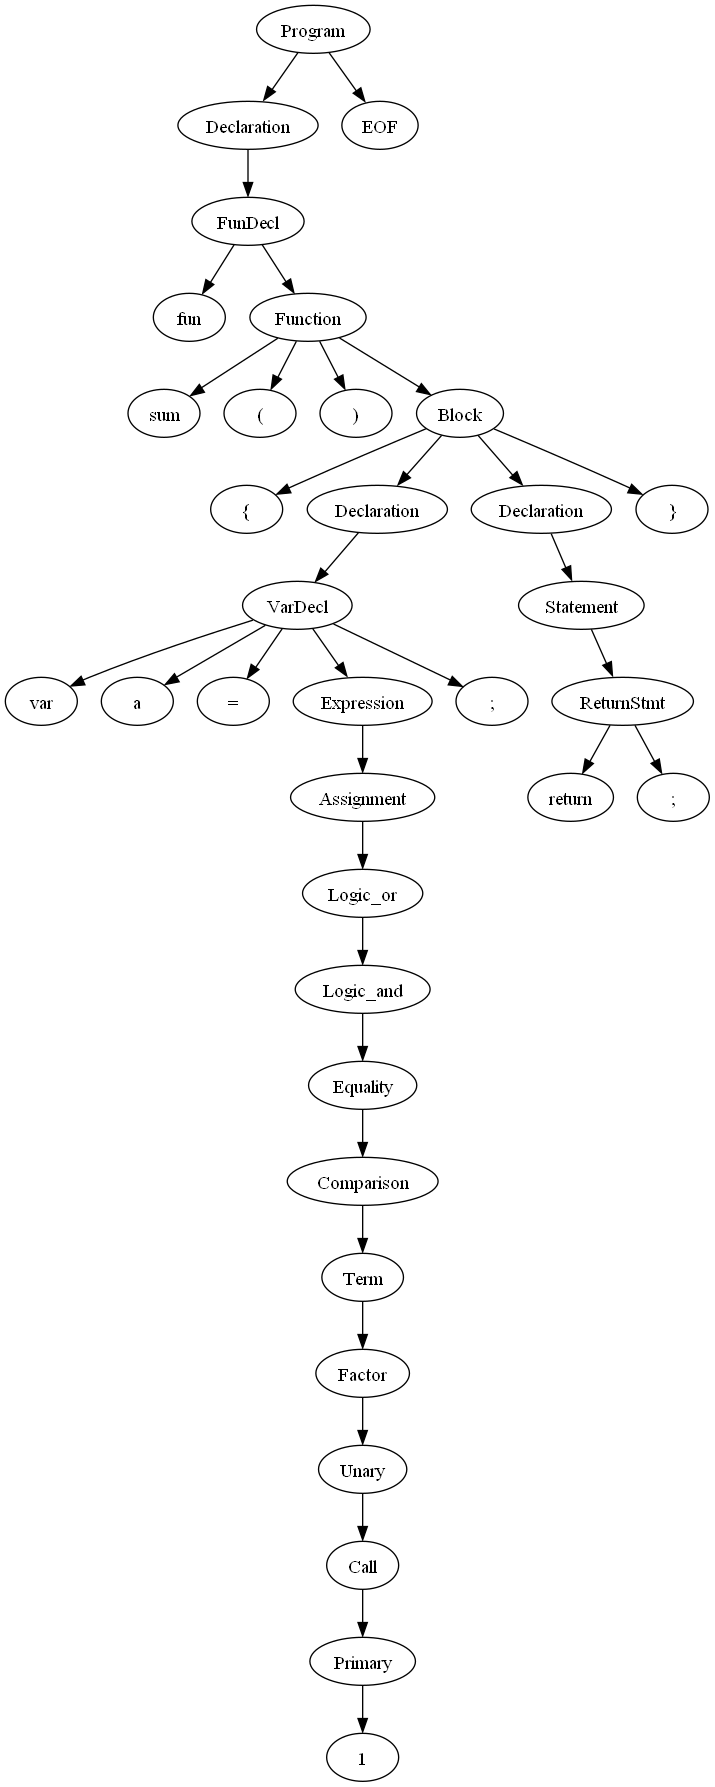 Program
Declaration EOF
FunDecl
fun Function
sum ( ) Block
{ Declaration Declaration }
VarDecl Statement
var a = Expression ; ReturnStmt
Assignment return ;
Logic_or
Logic_and
Equality
Comparison
Term
Factor
Unary
Call
Primary
1